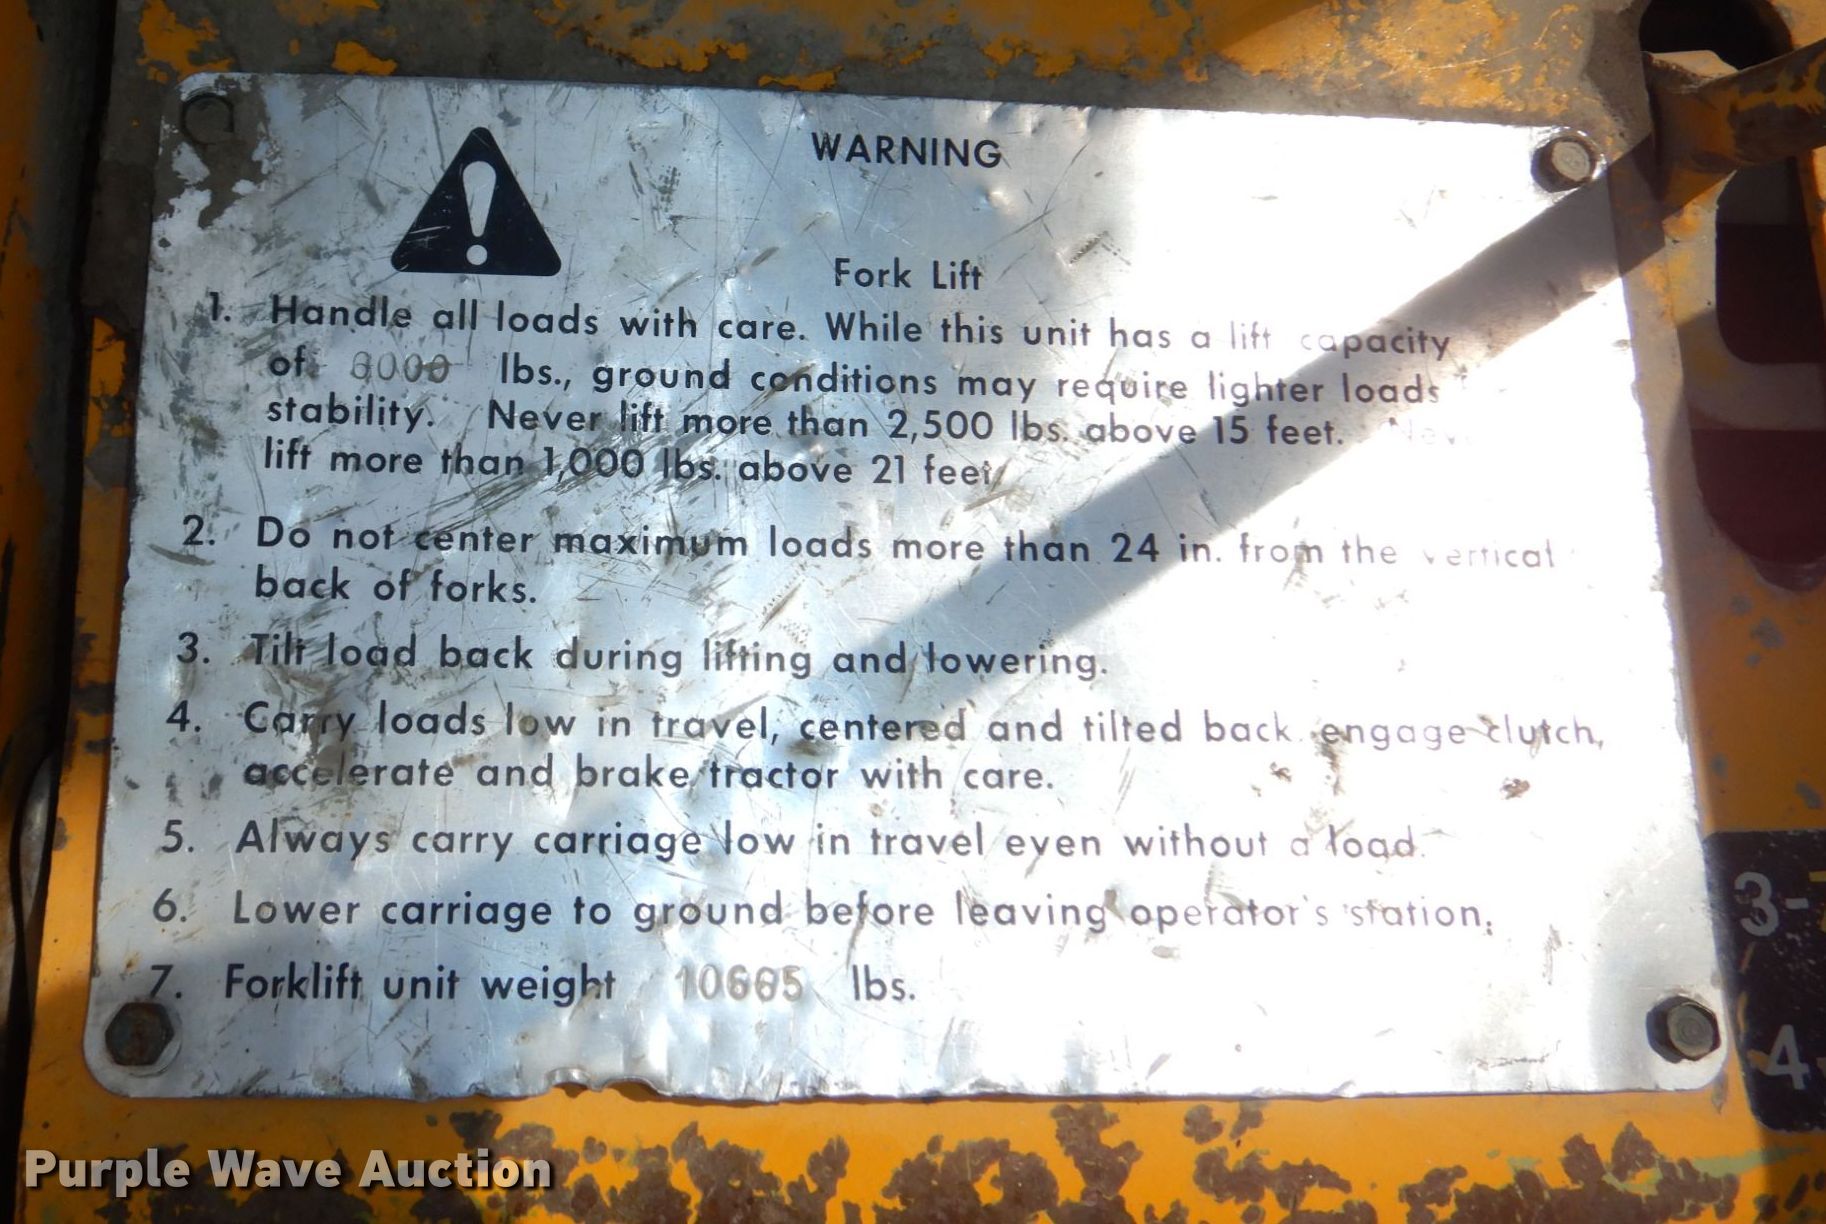 WARNING
Fork Lift
1. Handle all loads with care. While this unit has a lift capacity
of lbs., ground conditions may require lighter loads
stability. Never lift more than 2,500 lbs. above 15 feet. Never
lift more than 1,000 lbs. above 21 feet
2. Do not center maximum loads more than 24 in. from the vertical
back of forks.
3. Tilt load back during lifting and lowering.
4. Carry loads low in travel, centered and tilted back engage clutch,
accelerate and brake tractor with care.
5. Always carry carriage low in travel even without a load.
6. Lower carriage to ground before leaving operator's station.
7. Forklift unit weight lbs.
3-
4-
Purple Wave Auction